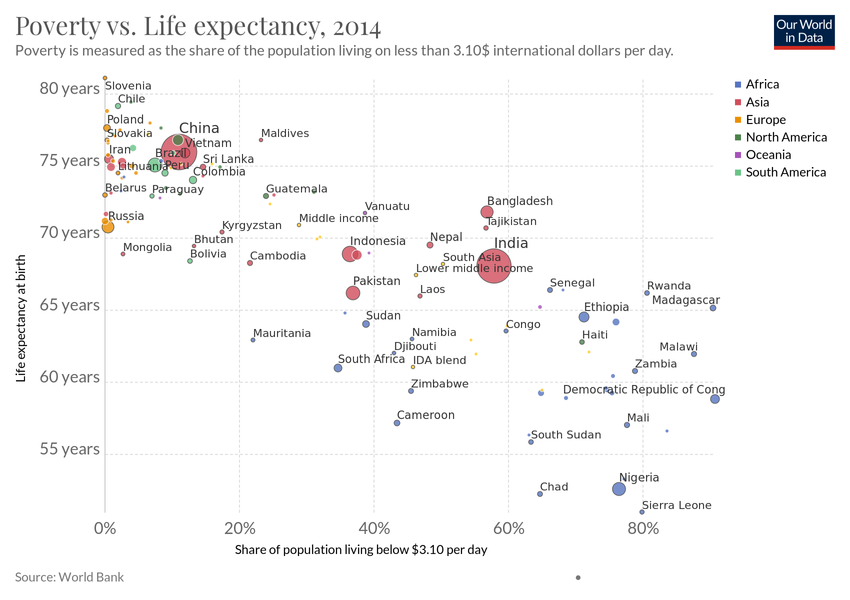 Poverty vs. Life expectancy, 2014
Poverty is measured as the share of the population living on less than 3.10$ international dollars per day.
Our World
in Data
80 years
75 years
70 years
65 years
60 years
55 years
Life expectancy at birth
Slovenia
Chile
Poland
Slovakia
China
Vietnam
Maldives
Iran
Brazil
Lithuania
Peru
Sri Lanka
Colombia
Belarus
Paraguay
Guatemala
Russia
Vanuatu
Bangladesh
Kyrgyzstan
Middle income
Tajikistan
Mongolia
Bhutan
Bolivia
Cambodia
Indonesia
Nepal
India
South Asia
Lower middle income
Pakistan
Laos
Senegal
Rwanda
Madagascar
Mauritania
Sudan
Namibia
Djibouti
Congo
Ethiopia
Haiti
Malawi
South Africa
IDA blend
Zambia
Zimbabwe
Democratic Republic of Cong
Cameroon
Mali
South Sudan
Chad
Nigeria
Sierra Leone
0%
20%
40%
60%
80%
Share of population living below $3.10 per day
Africa
Asia
Europe
North America
Oceania
South America
Source: World Bank